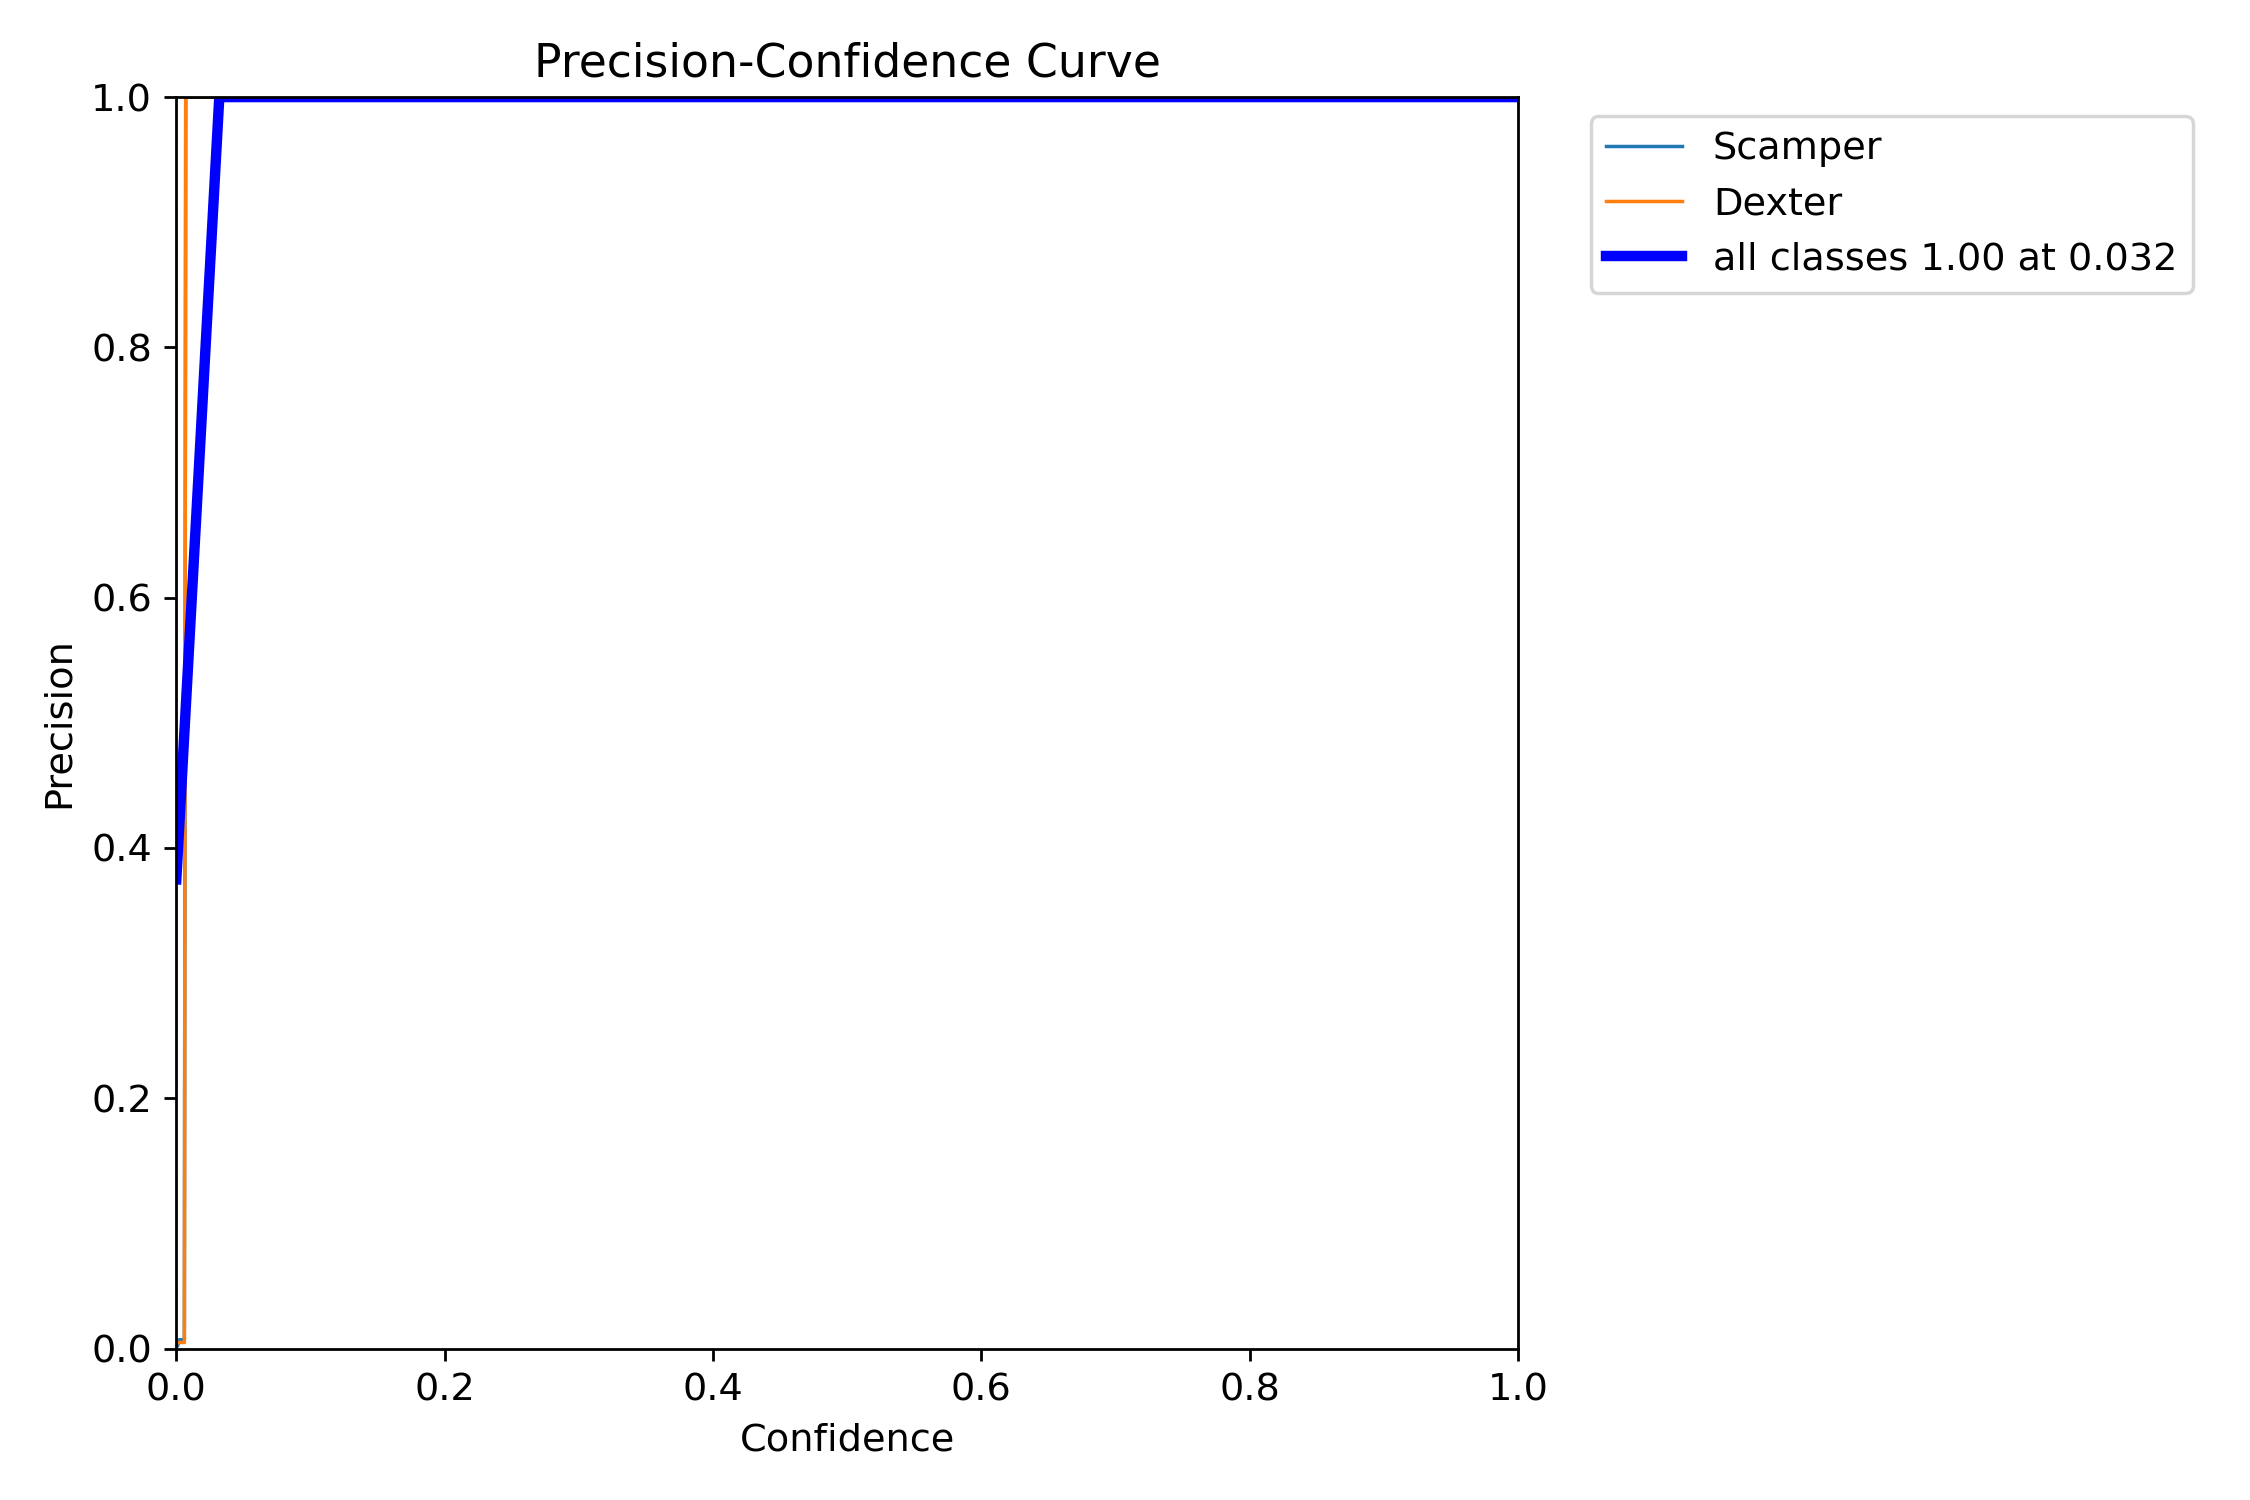 Precision-Confidence Curve
1.0
0.8
0.6
0.4
0.2
0.0
Precision
0.0 0.2 0.4 0.6 0.8 1.0
Confidence
Scamper
Dexter
all classes 1.00 at 0.032